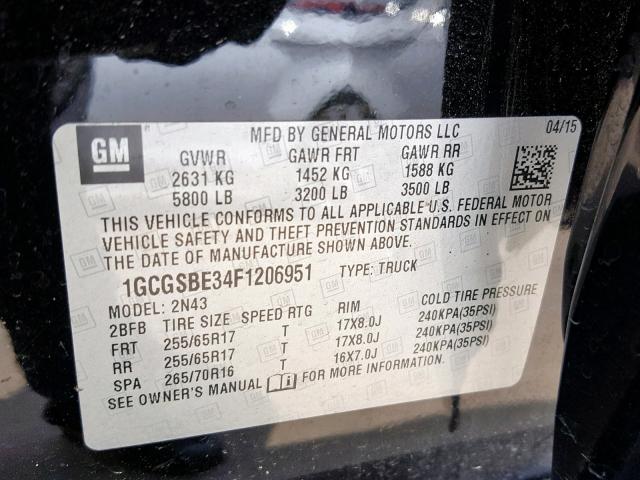 GM
MFD BY GENERAL MOTORS LLC 04/15
GVWR GAWR FRT GAWR RR
2631 KG 1452 KG 1588 KG
5800 LB 3200 LB 3500 LB
THIS VEHICLE CONFORMS TO ALL APPLICABLE U.S. FEDERAL MOTOR
VEHICLE SAFETY AND THEFT PREVENTION STANDARDS IN EFFECT ON
THE DATE OF MANUFACTURE SHOWN ABOVE.
1GCGSBE34F1206951 TYPE: TRUCK
MODEL: 2N43
2BFB TIRE SIZE SPEED RTG RIM COLD TIRE PRESSURE
FRT 255/65R17 T 17X8.0J 240KPA(35PSI)
RR 255/65R17 T 17X8.0J 240KPA(35PSI)
SPA 265/70R16 T 16X7.0J 240KPA(35PSI)
SEE OWNER'S MANUAL FOR MORE INFORMATION.